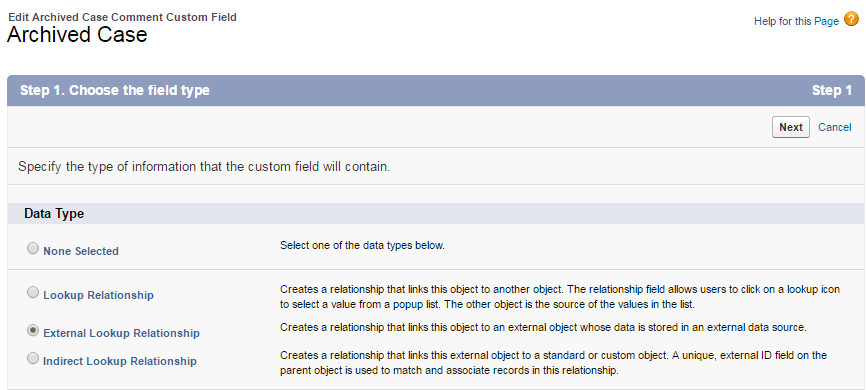 Edit Archived Case Comment Custom Field
Archived Case
Help for this Page ?
Step 1. Choose the field type Step 1
Next Cancel
Specify the type of information that the custom field will contain.
Data Type
None Selected Select one of the data types below.
Lookup Relationship Creates a relationship that links this object to another object. The relationship field allows users to click on a lookup icon
to select a value from a popup list. The other object is the source of the values in the list.
External Lookup Relationship Creates a relationship that links this object to an external object whose data is stored in an external data source.
Indirect Lookup Relationship Creates a relationship that links this external object to a standard or custom object. A unique, external ID field on the
parent object is used to match and associate records in this relationship.